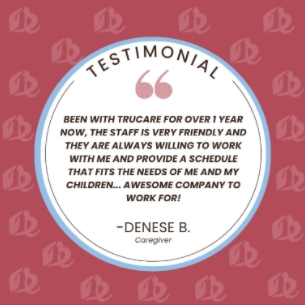 TESTIMONIAL
BEEN WITH TRUCARE FOR OVER 1 YEAR
NOW, THE STAFF IS VERY FRIENDLY AND
THEY ARE ALWAYS WILLING TO WORK
WITH ME AND PROVIDE A SCHEDULE
THAT FITS THE NEEDS OF ME AND MY
CHILDREN... AWESOME COMPANY TO
WORK FOR!
-DENESE B.
Caregiver